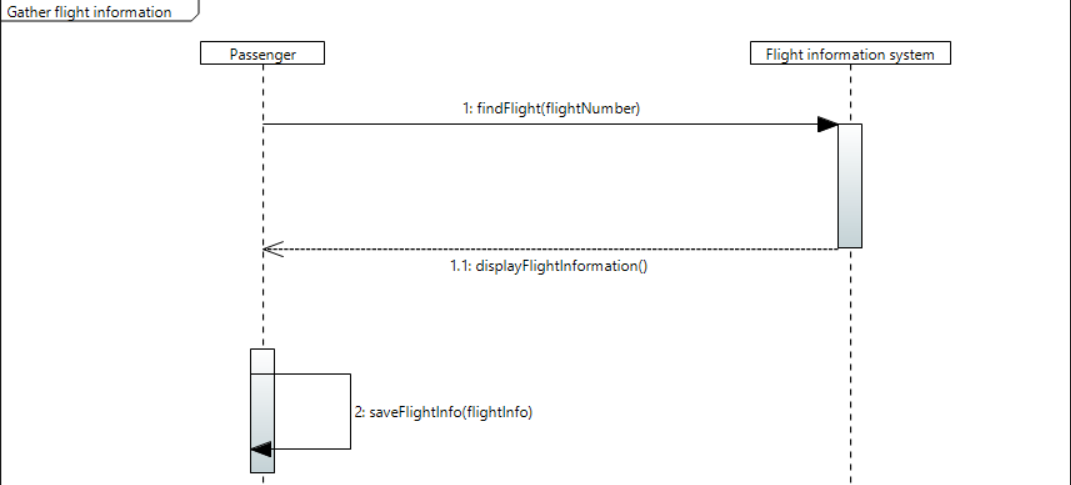 Gather flight information
Passenger
Flight information system
1: findFlight(flightNumber)
1.1: displayFlightInformation()
2: saveFlightInfo(flightInfo)